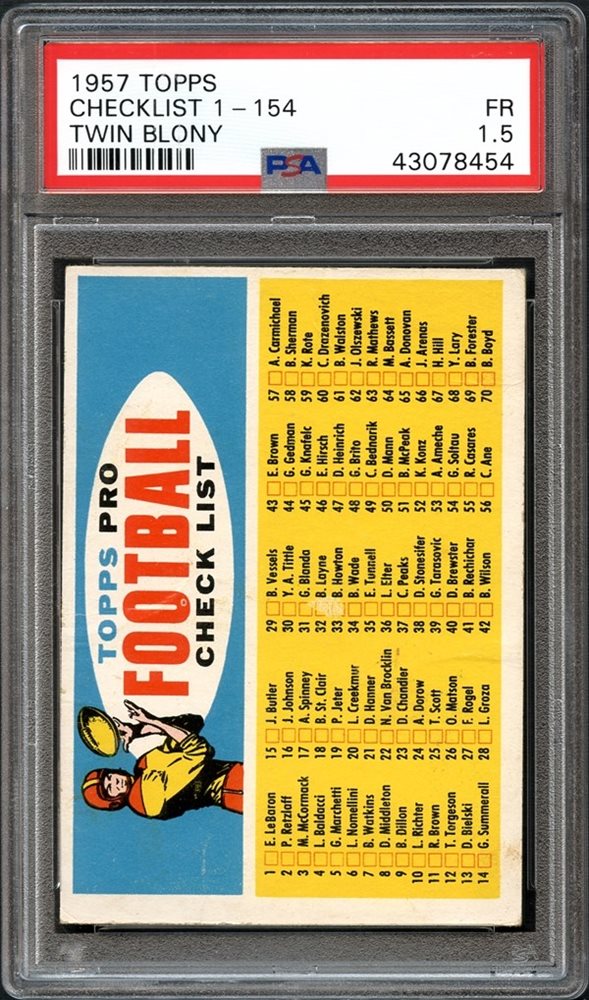 1957 TOPPS
CHECKLIST 1 – 154 FR
TWIN BLONY 1.5
PSA 43078454
TOPPS PRO
FOOTBALL
CHECK LIST
1 E. LeBaron
2 P. Retzlaff
3 M. McCormack
4 L. Baldacci
5 G. Marchetti
6 L. Nomellini
7 B. Watkins
8 D. Middleton
9 B. Dillon
10 L. Richter
11 R. Brown
12 T. Torgeson
13 D. Bielski
14 G. Summerall
15 J. Butler
16 J. Johnson
17 A. Spinney
18 B. St. Clair
19 P. Jeter
20 L. Creekmur
21 D. Hanner
22 N. Van Brocklin
23 D. Chandler
24 A. Dorow
25 T. Scott
26 O. Matson
27 F. Rogel
28 L. Groza
29 B. Vessels
30 Y. A. Tittle
31 G. Blanda
32 B. Layne
33 B. Howton
34 B. Wade
35 E. Tunnell
36 L. Elter
37 C. Peaks
38 D. Stonesifer
39 G. Tarasovic
40 D. Brewster
41 B. Rechichar
42 B. Wilson
43 E. Brown
44 G. Gedman
45 G. Knafelc
46 E. Hirsch
47 D. Heinrich
48 G. Brito
49 C. Bednarik
50 D. Mann
51 B. McPeak
52 K. Konz
53 A. Ameche
54 G. Soltau
55 R. Casares
56 C. Ane
57 A. Carmichael
58 B. Sherman
59 K. Rote
60 C. Drazenovich
61 B. Walston
62 J. Olszewski
63 R. Mathews
64 M. Bassett
65 A. Donovan
66 J. Arenas
67 H. Hill
68 Y. Lary
69 B. Forester
70 B. Boyd